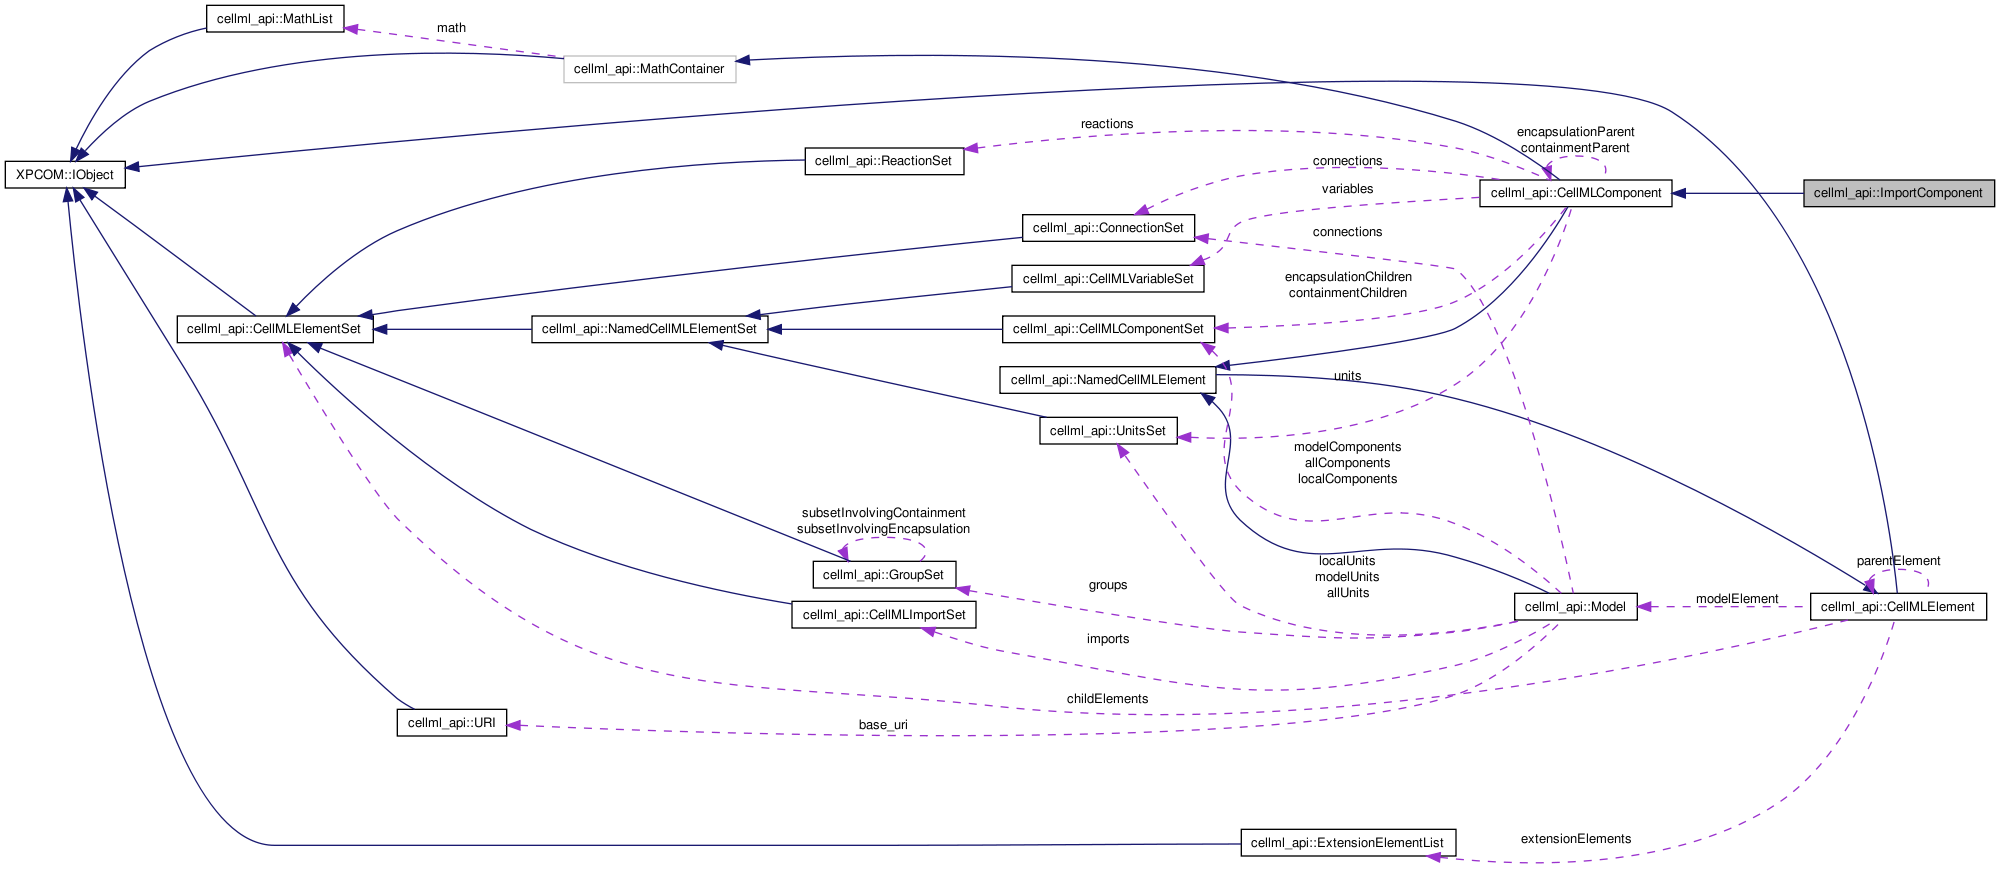 cellml_api::MathList
math
cellml_api::MathContainer
reactions
encapsulationParent
containmentParent
cellml_api::ReactionSet
connections
XPCOM::IObject
variables
cellml_api::CellMLComponent
cellml_api::ImportComponent
cellml_api::ConnectionSet
connections
cellml_api::CellMLVariableSet
encapsulationChildren
containmentChildren
cellml_api::CellMLElementSet
cellml_api::NamedCellMLElementSet
cellml_api::CellMLComponentSet
cellml_api::NamedCellMLElement
units
cellml_api::UnitsSet
modelComponents
allComponents
localComponents
subsetInvolvingContainment
subsetInvolvingEncapsulation
cellml_api::GroupSet
localUnits
modelUnits
allUnits
parentElement
groups
cellml_api::CellMLImportSet
cellml_api::Model
modelElement
cellml_api::CellMLElement
imports
childElements
cellml_api::URI
base_uri
cellml_api::ExtensionElementList
extensionElements